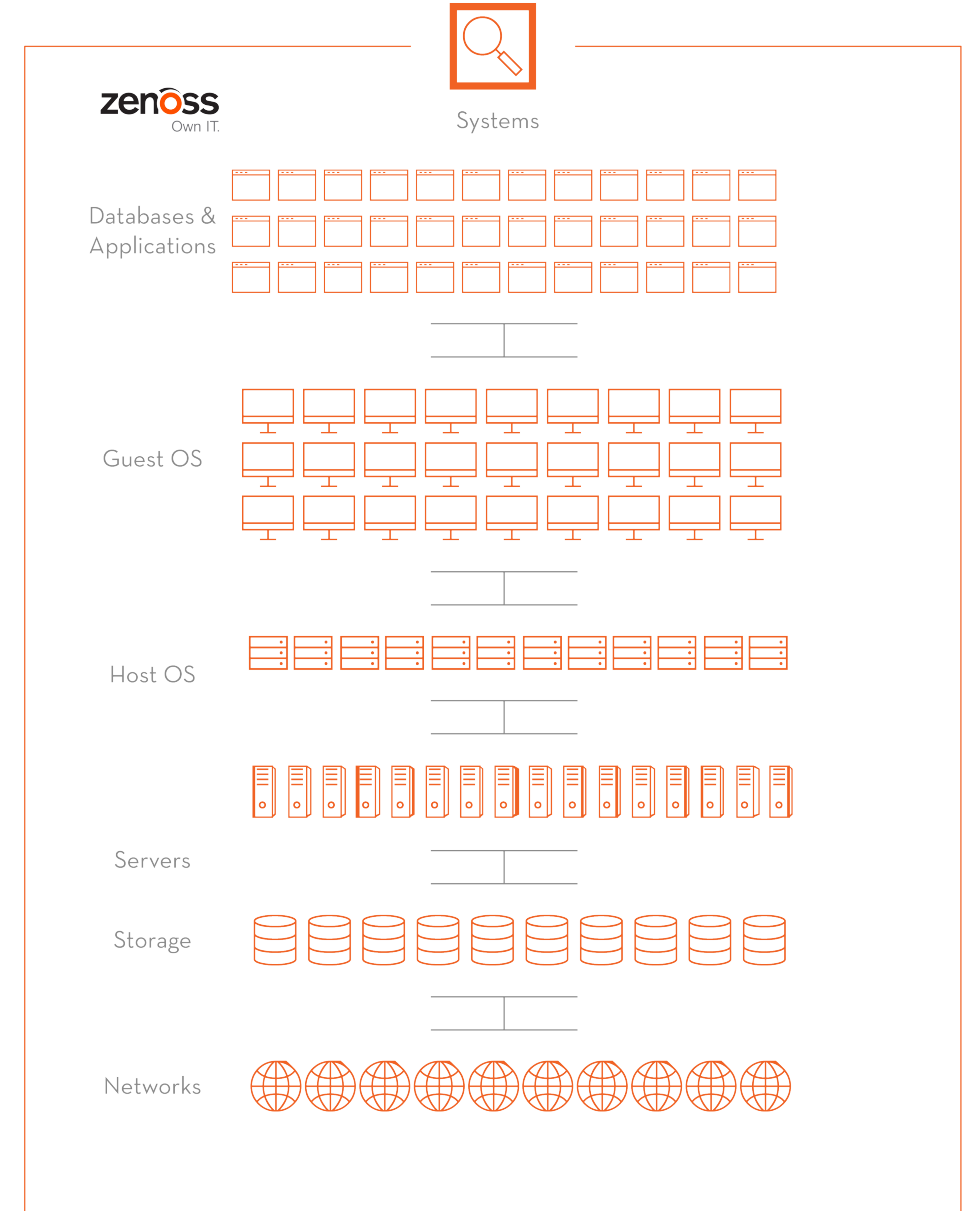 zenoss
Own IT.
Systems
Databases &
Applications
Guest OS
Host OS
Servers
Storage
Networks